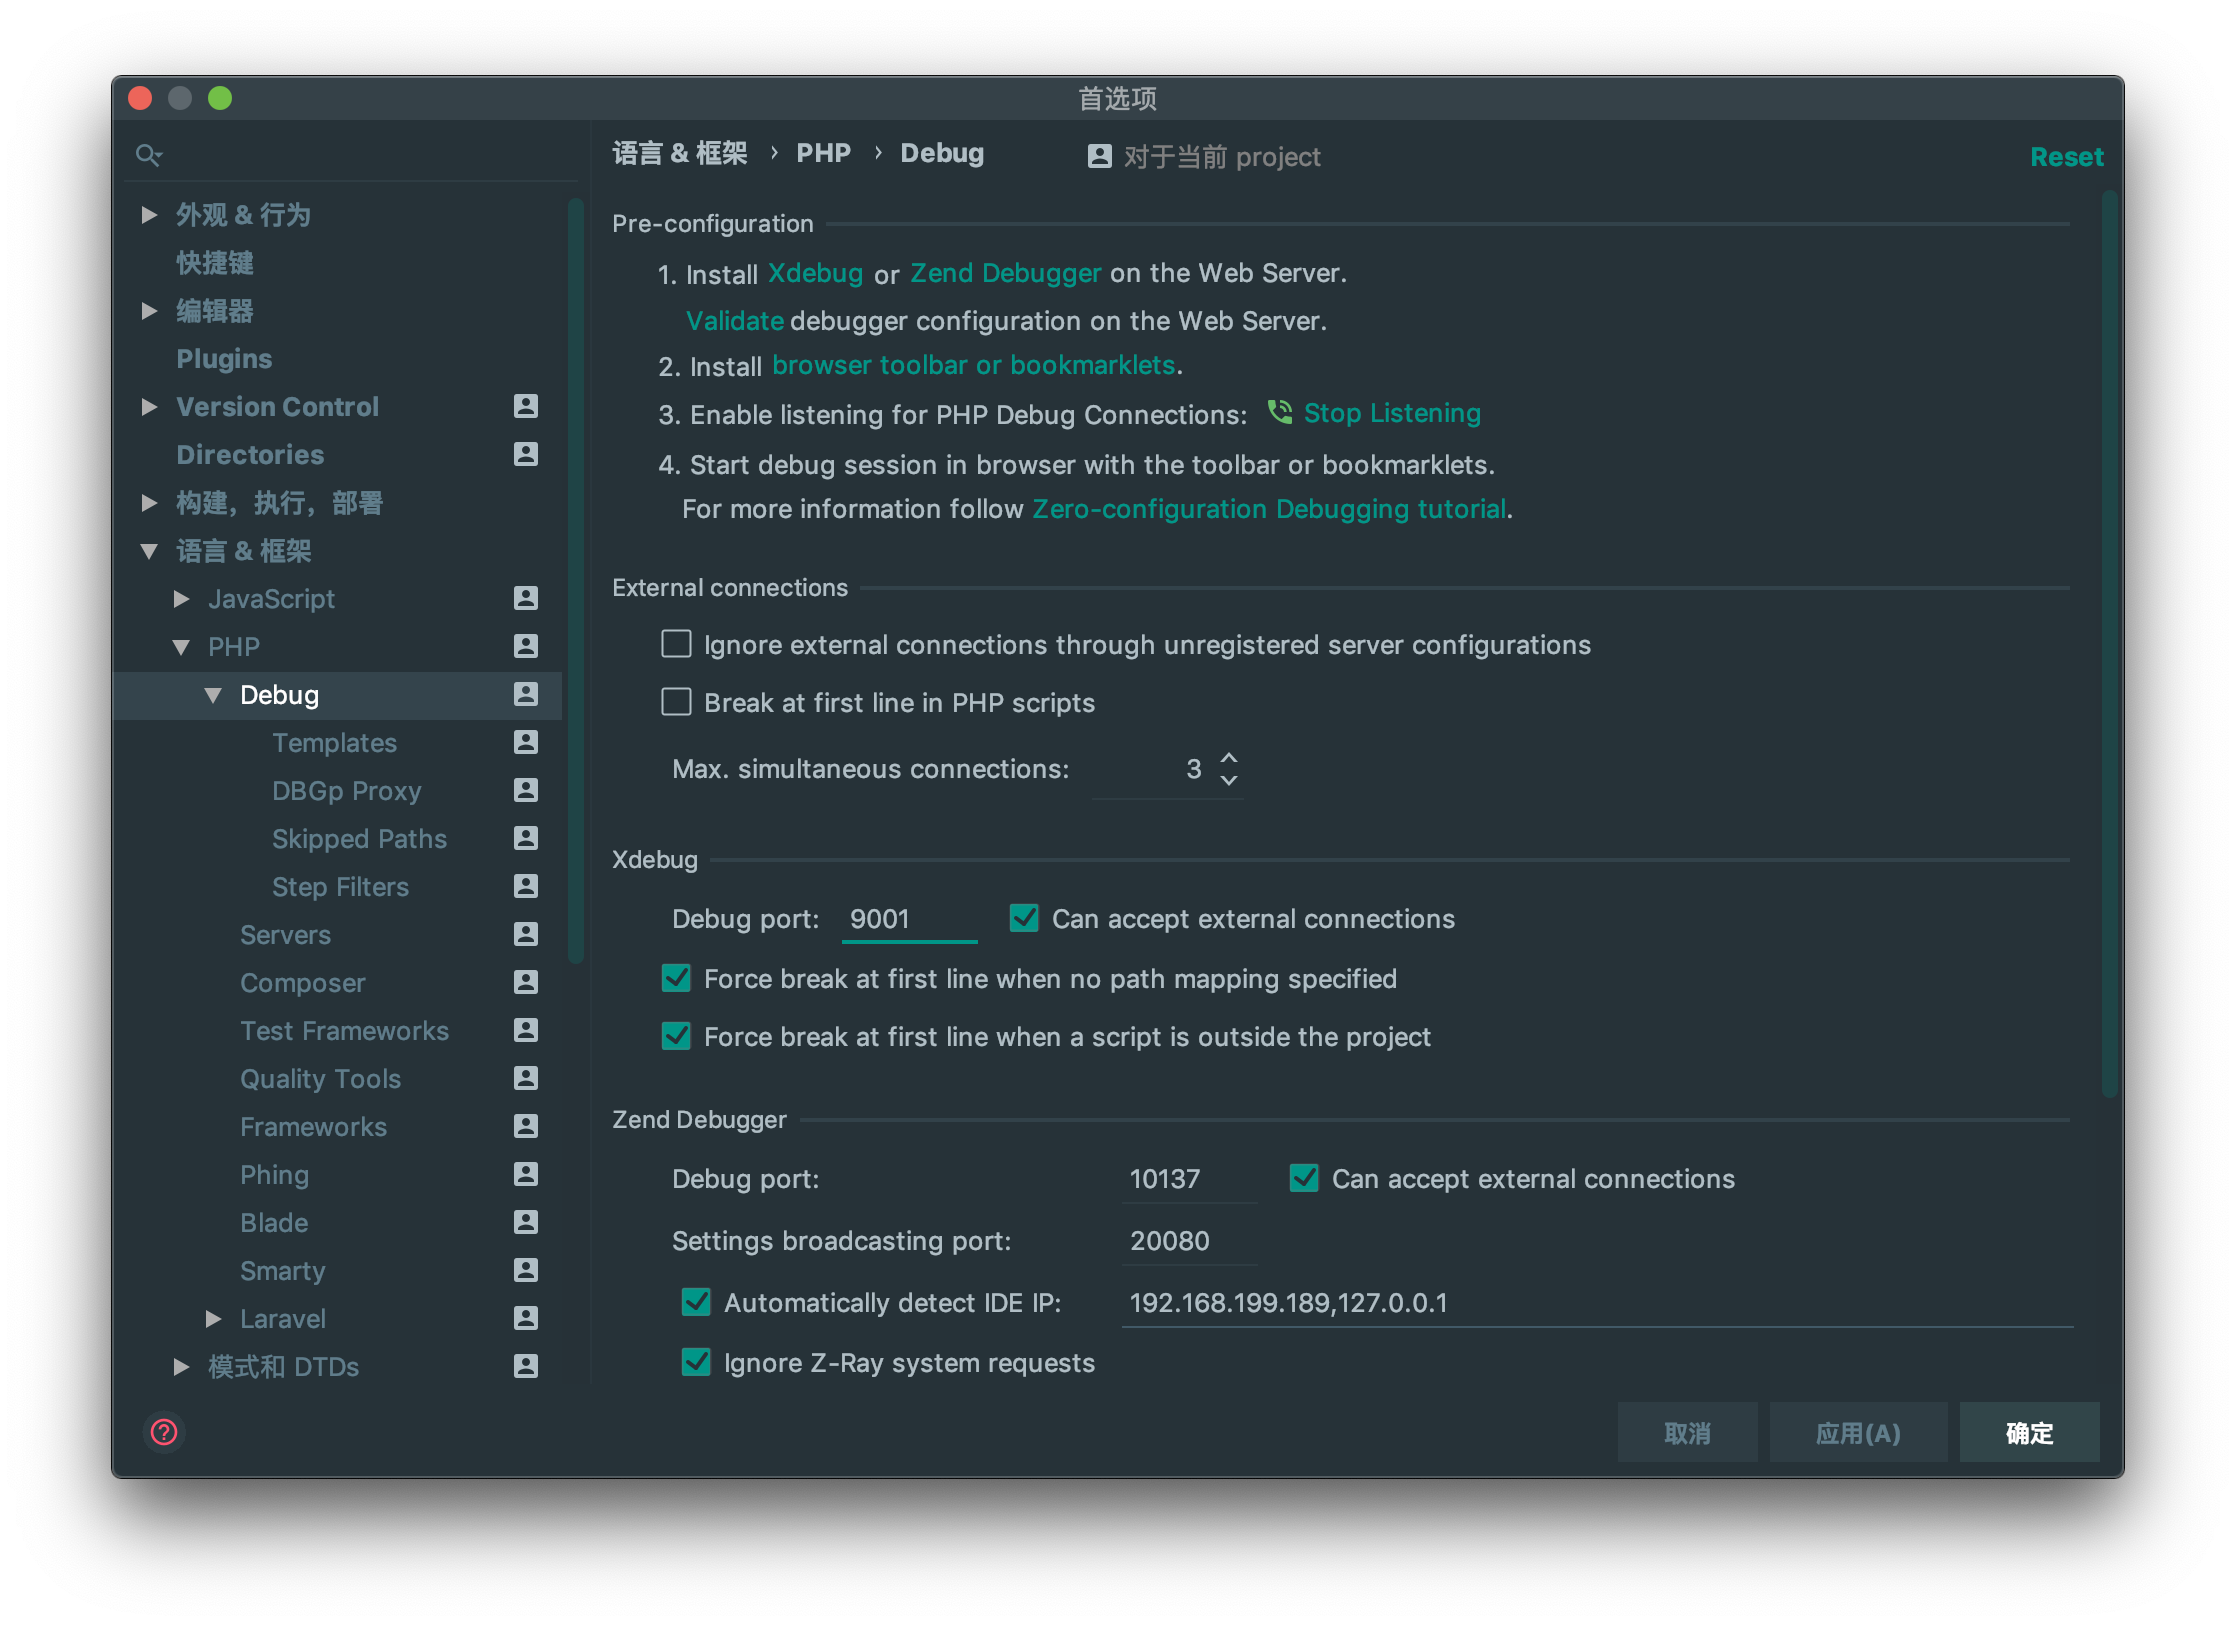 首选项
外观 & 行为
快捷键
编辑器
Plugins
Version Control
Directories
构建，执行，部署
语言 & 框架
JavaScript
PHP
Debug
Templates
DBGp Proxy
Skipped Paths
Step Filters
Servers
Composer
Test Frameworks
Quality Tools
Frameworks
Phing
Blade
Smarty
Laravel
模式和 DTDs
语言 & 框架 › PHP › Debug 对于当前 project Reset
Pre-configuration
1. Install Xdebug or Zend Debugger on the Web Server.
Validate debugger configuration on the Web Server.
2. Install browser toolbar or bookmarklets.
3. Enable listening for PHP Debug Connections: Stop Listening
4. Start debug session in browser with the toolbar or bookmarklets.
For more information follow Zero-configuration Debugging tutorial.
External connections
Ignore external connections through unregistered server configurations
Break at first line in PHP scripts
Max. simultaneous connections: 3
Xdebug
Debug port: 9001 Can accept external connections
Force break at first line when no path mapping specified
Force break at first line when a script is outside the project
Zend Debugger
Debug port: 10137 Can accept external connections
Settings broadcasting port: 20080
Automatically detect IDE IP: 192.168.199.189,127.0.0.1
Ignore Z-Ray system requests
?
取消 应用(A) 确定